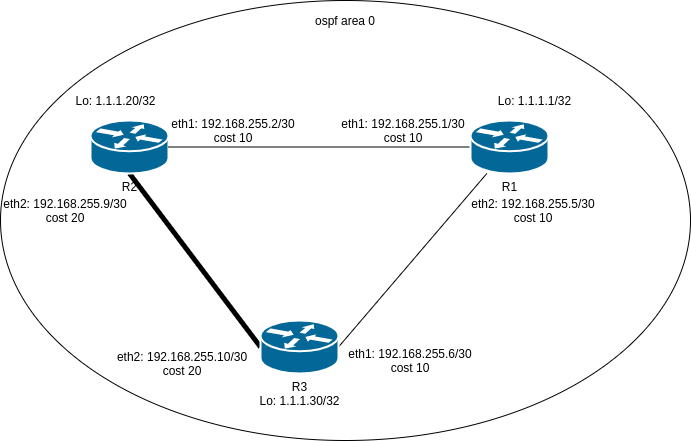 ospf area 0
Lo: 1.1.1.20/32
Lo: 1.1.1.1/32
eth1: 192.168.255.2/30
cost 10
eth1: 192.168.255.1/30
cost 10
R2
R1
eth2: 192.168.255.9/30
cost 20
eth2: 192.168.255.5/30
cost 10
eth2: 192.168.255.10/30
cost 20
eth1: 192.168.255.6/30
cost 10
R3
Lo: 1.1.1.30/32